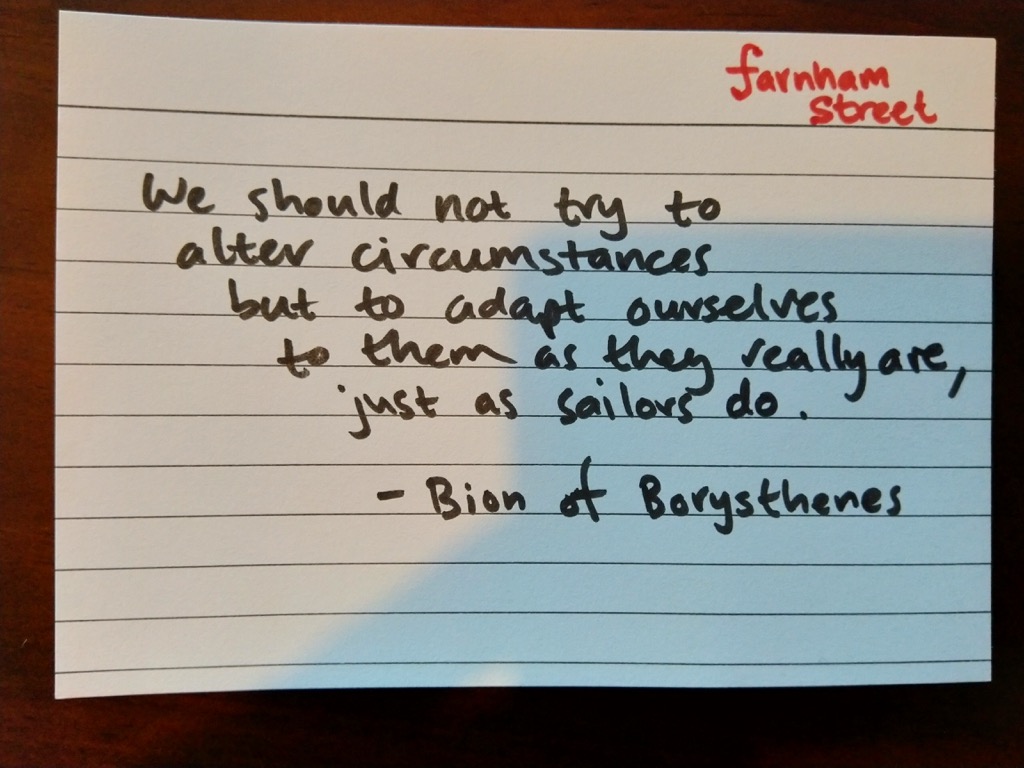 farnham
street
We should not try to
alter circumstances
but to adapt ourselves
to them as they really are,
just as sailors do.
- Bion of Borysthenes